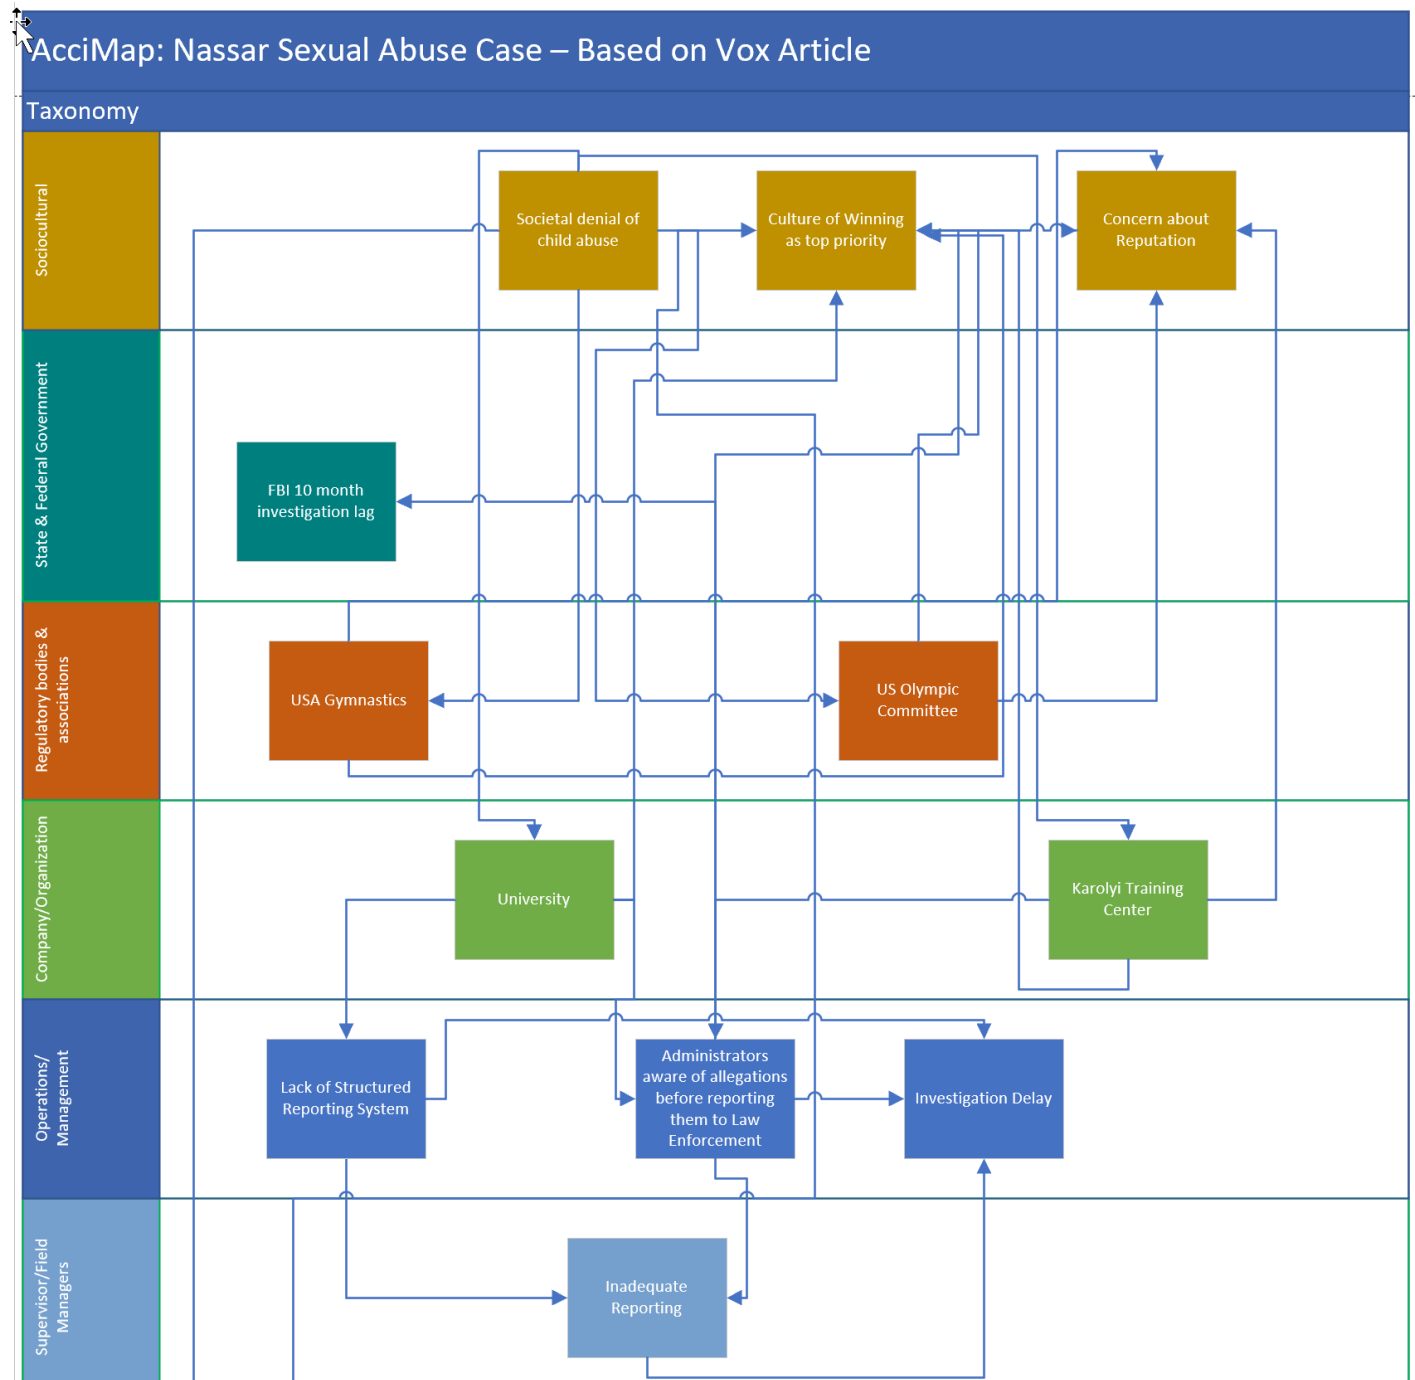 AcciMap: Nassar Sexual Abuse Case – Based on Vox Article
Taxonomy
Sociocultural
Societal denial of
child abuse
Culture of Winning
as top priority
Concern about
Reputation
State & Federal Government
FBI 10 month
investigation lag
Regulatory bodies &
associations
USA Gymnastics
US Olympic
Committee
Company/Organization
University
Karolyi Training
Center
Operations/
Management
Lack of Structured
Reporting System
Administrators
aware of allegations
before reporting
them to Law
Enforcement
Investigation Delay
Supervisor/Field
Managers
Inadequate
Reporting